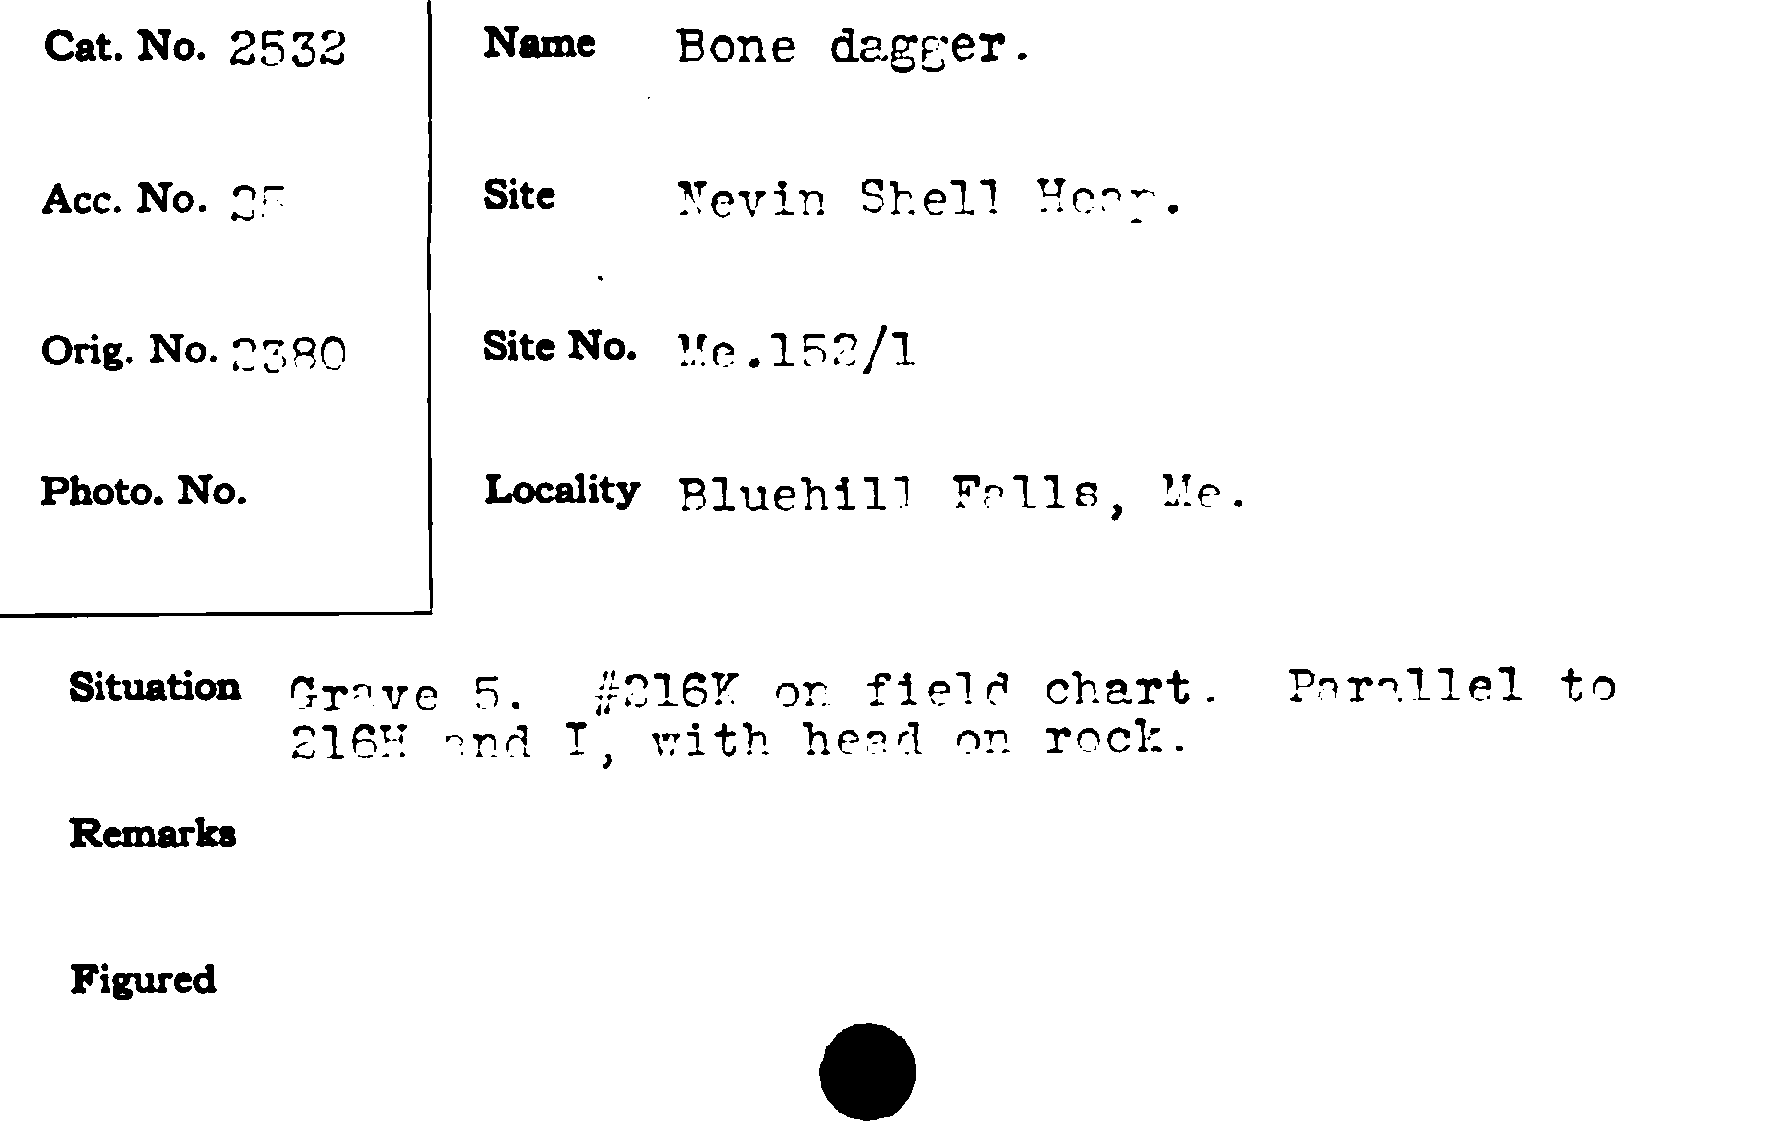 Cat. No. 2532
Name Bone dagger.
Acc. No. 25
Site Nevin Shell Heap.
Orig. No. 2380
Site No. Me.152/1
Photo. No.
Locality Bluehill Falls, Me.
Situation Grave 5. #216K on field chart. Parallel to
216H and I, with head on rock.
Remarks
Figured